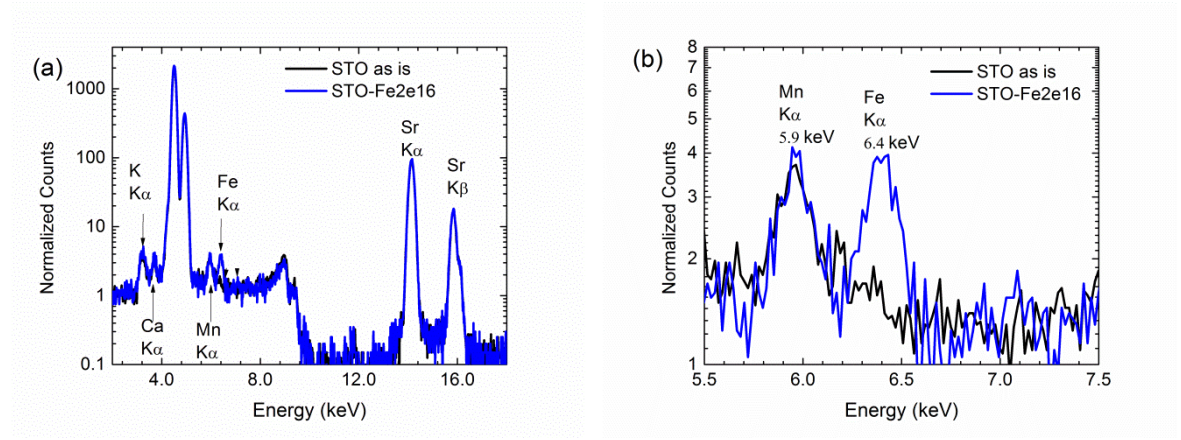 (a)
STO as is
STO-Fe2e16
1000
100
10
1
0.1
Normalized Counts
K
Kα
Fe
Kα
Sr
Kα
Sr
Kβ
Ca
Kα
Mn
Kα
4.0 8.0 12.0 16.0
Energy (keV)
(b)
STO as is
STO-Fe2e16
8
7
6
5
4
3
2
1
Normalized Counts
Mn
Kα
5.9 keV
Fe
Kα
6.4 keV
5.5 6.0 6.5 7.0 7.5
Energy (keV)